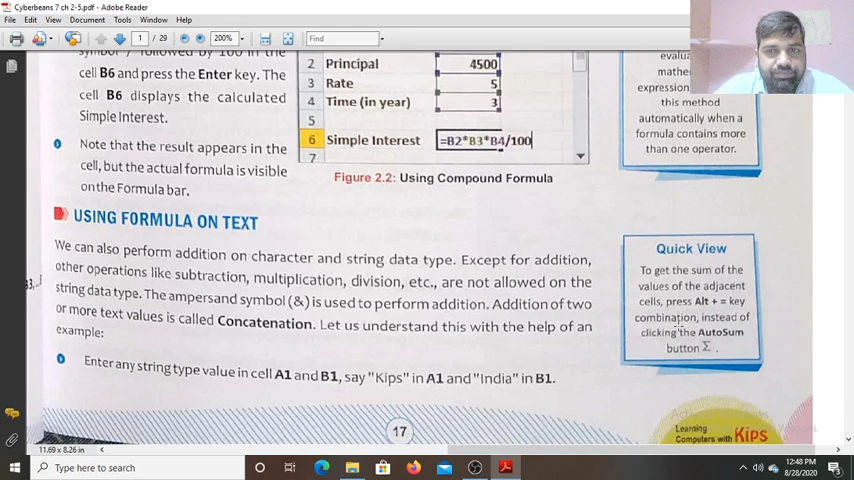 Cyberbeans 7 ch 2-5.pdf - Adobe Reader
File Edit View Document Tools Window Help
1 / 29 200% Find
symbol / followed by 100 in the
cell B6 and press the Enter key. The
cell B6 displays the calculated
Simple Interest.
Note that the result appears in the
cell, but the actual formula is visible
on the Formula bar.
2 Principal 4500
3 Rate 5
4 Time (in year) 3
5
6 Simple Interest =B2*B3*B4/100
7
Figure 2.2: Using Compound Formula
evalua
mathe
expression
this method
automatically when a
formula contains more
than one operator.
USING FORMULA ON TEXT
We can also perform addition on character and string data type. Except for addition,
other operations like subtraction, multiplication, division, etc., are not allowed on the
string data type. The ampersand symbol (&) is used to perform addition. Addition of two
or more text values is called Concatenation. Let us understand this with the help of an
example:
Enter any string type value in cell A1 and B1, say "Kips" in A1 and "India" in B1.
Quick View
To get the sum of the
values of the adjacent
cells, press Alt + = key
combination, instead of
clicking the AutoSum
button Σ .
17
Learning
Computers with Kips
11.69 x 8.26 in
Type here to search
12:48 PM
8/28/2020